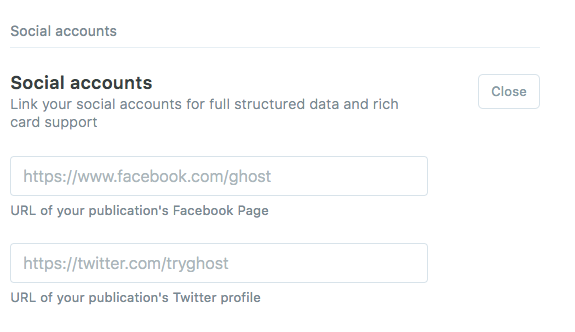 Social accounts
Social accounts
Close
Link your social accounts for full structured data and rich
card support
https://www.facebook.com/ghost
URL of your publication's Facebook Page
https://twitter.com/tryghost
URL of your publication's Twitter profile